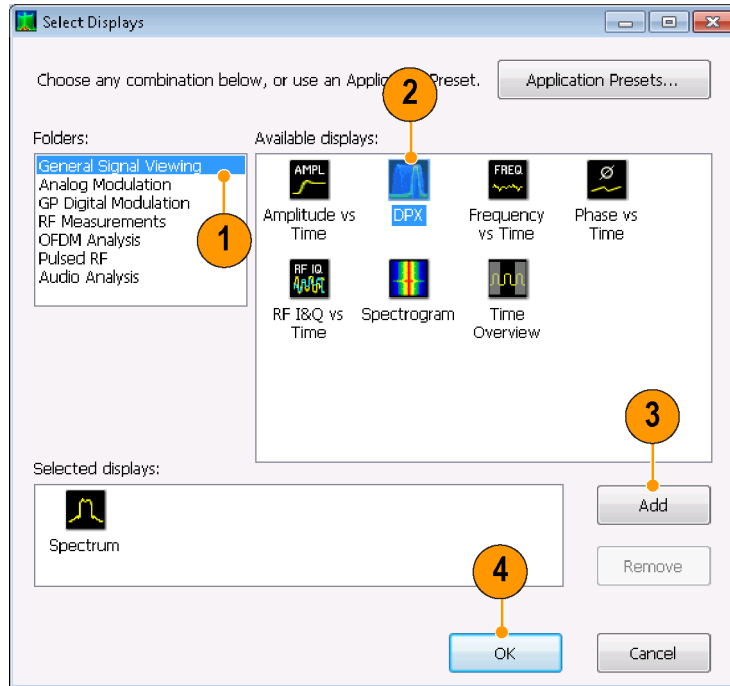 Select Displays
Choose any combination below, or use an Applic Preset.
Application Presets...
2
Folders:
Available displays:
General Signal Viewing
Analog Modulation
GP Digital Modulation
RF Measurements
OFDM Analysis
Pulsed RF
Audio Analysis
1
AMPL
Amplitude vs
Time
DPX
FREQ
Frequency
vs Time
Ø
Phase vs
Time
RF IQ
RF I&Q vs
Time
Spectrogram
Time
Overview
3
Selected displays:
Spectrum
Add
Remove
4
OK
Cancel